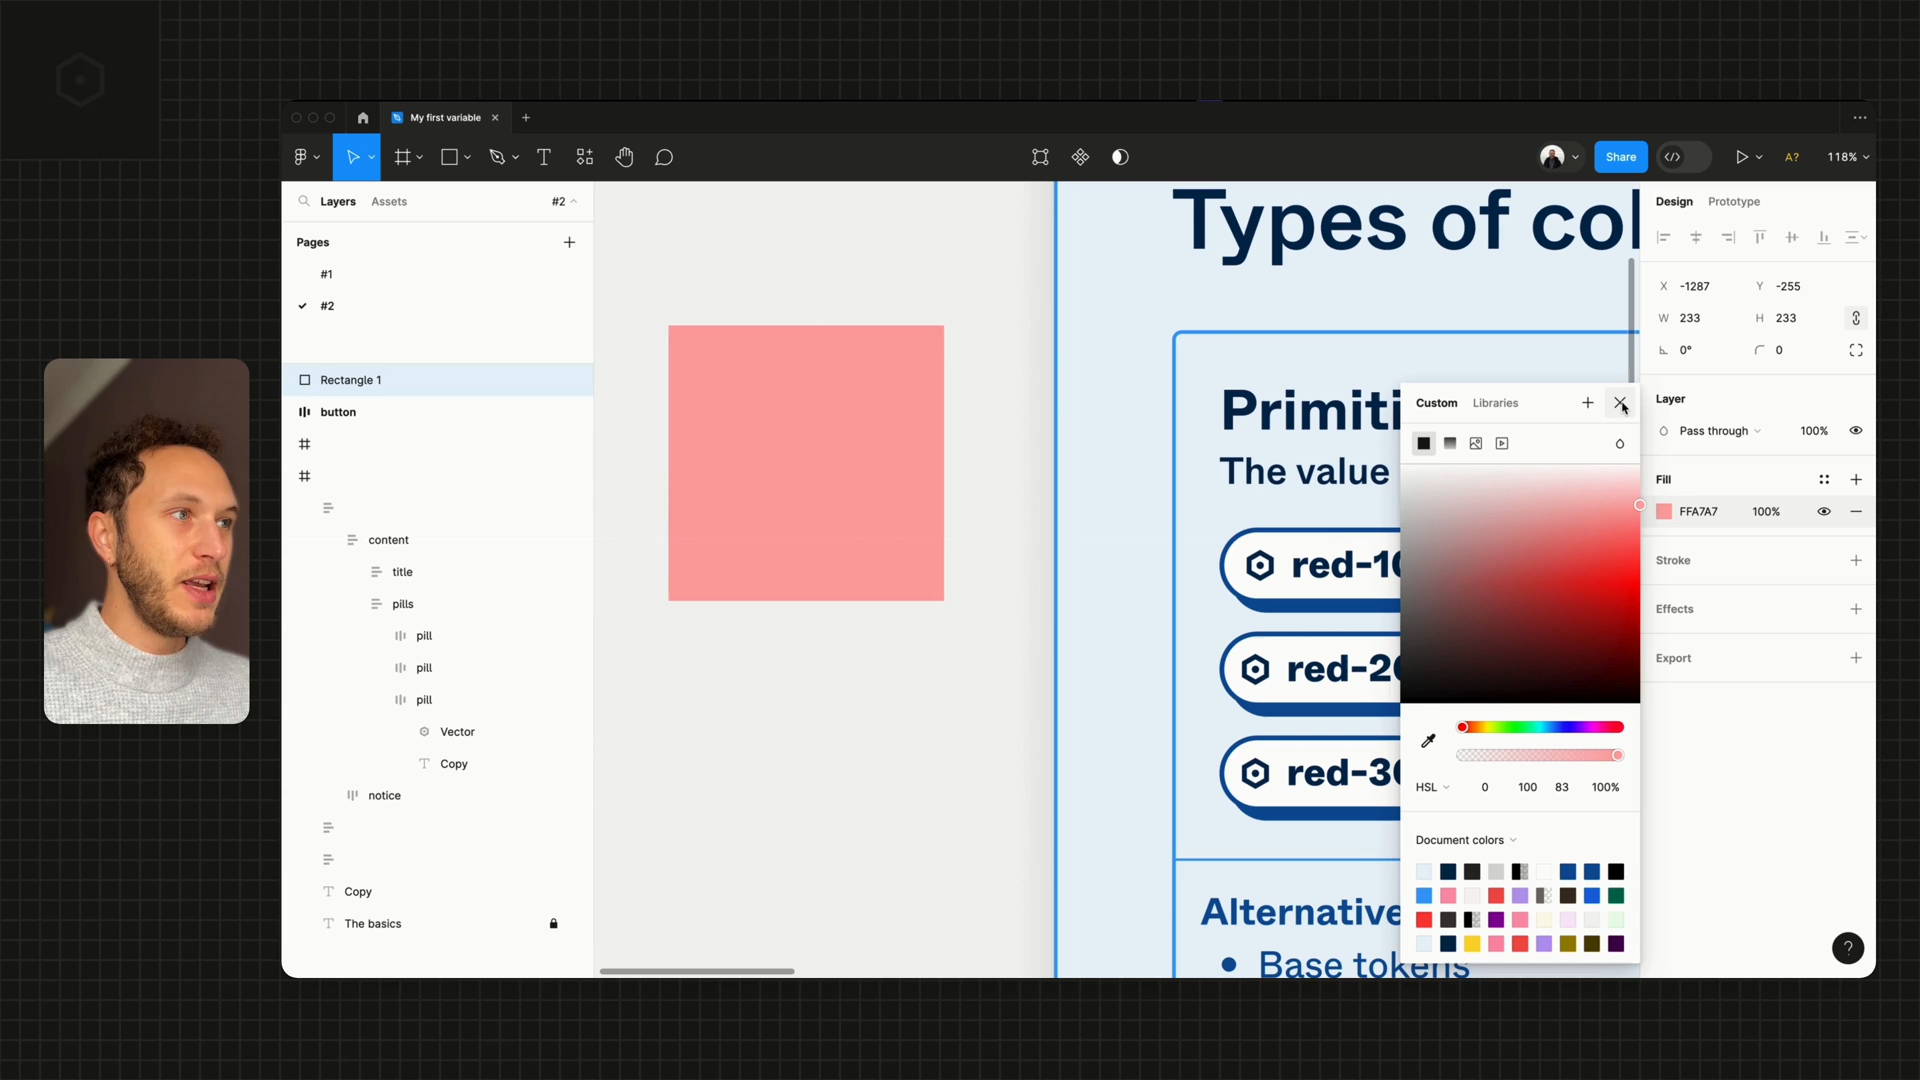 My first variable
Share
A?
118%
Layers
Assets
#2
Pages
#1
#2
Rectangle 1
button
content
title
pills
pill
pill
pill
Vector
Copy
notice
Copy
The basics
Types of col
Primiti
The value
red-10
red-20
red-30
Alternative
Base tokens
Custom
Libraries
HSL
0
100
83
100%
Document colors
Design
Prototype
X -1287
Y -255
W 233
H 233
0°
0
Layer
Pass through
100%
Fill
FFA7A7
100%
Stroke
Effects
Export
?